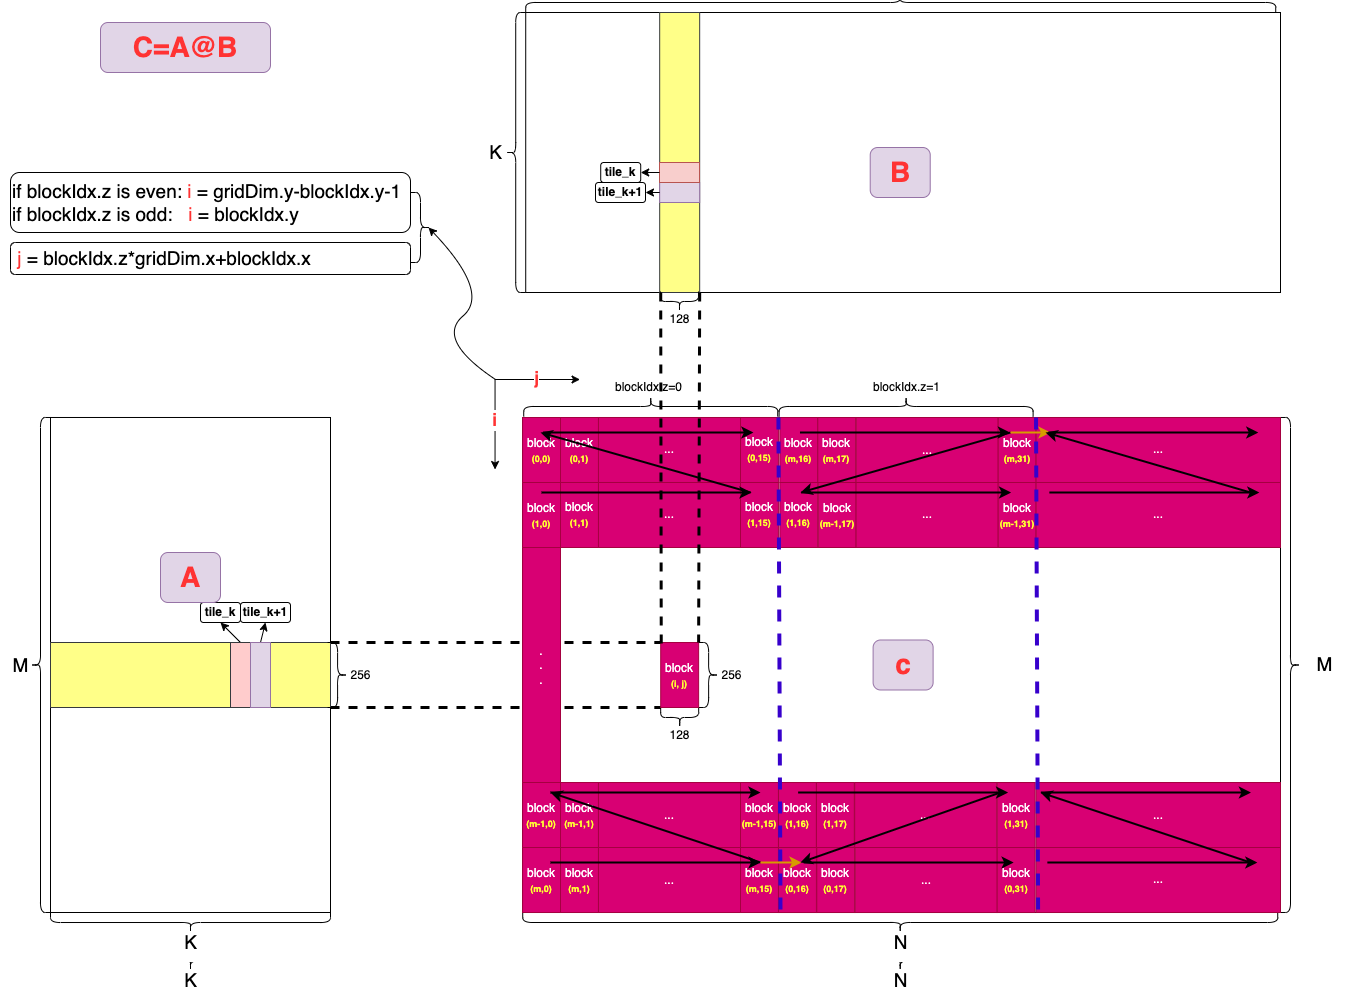 C=A@B
K
B
tile_k
tile_k+1
if blockIdx.z is even: i = gridDim.y-blockIdx.y-1
if blockIdx.z is odd: i = blockIdx.y
j = blockIdx.z*gridDim.x+blockIdx.x
128
j
i
blockIdx.z=0
blockIdx.z=1
block block ... block block block ... block ...
(0,0) (0,1) (0,15) (m,16) (m,17) (m,31)
block block ... block block block ... block ...
(1,0) (1,1) (1,15) (1,16) (m-1,17) (m-1,31)
A
tile_k tile_k+1
M
256
.
.
.
block
(i, j)
256
128
c
M
block block ... block block block ... block ...
(m-1,0) (m-1,1) (m-1,15) (1,16) (1,17) (1,31)
block block ... block block block ... block ...
(m,0) (m,1) (m,15) (0,16) (0,17) (0,31)
K
N
r
r
K
N